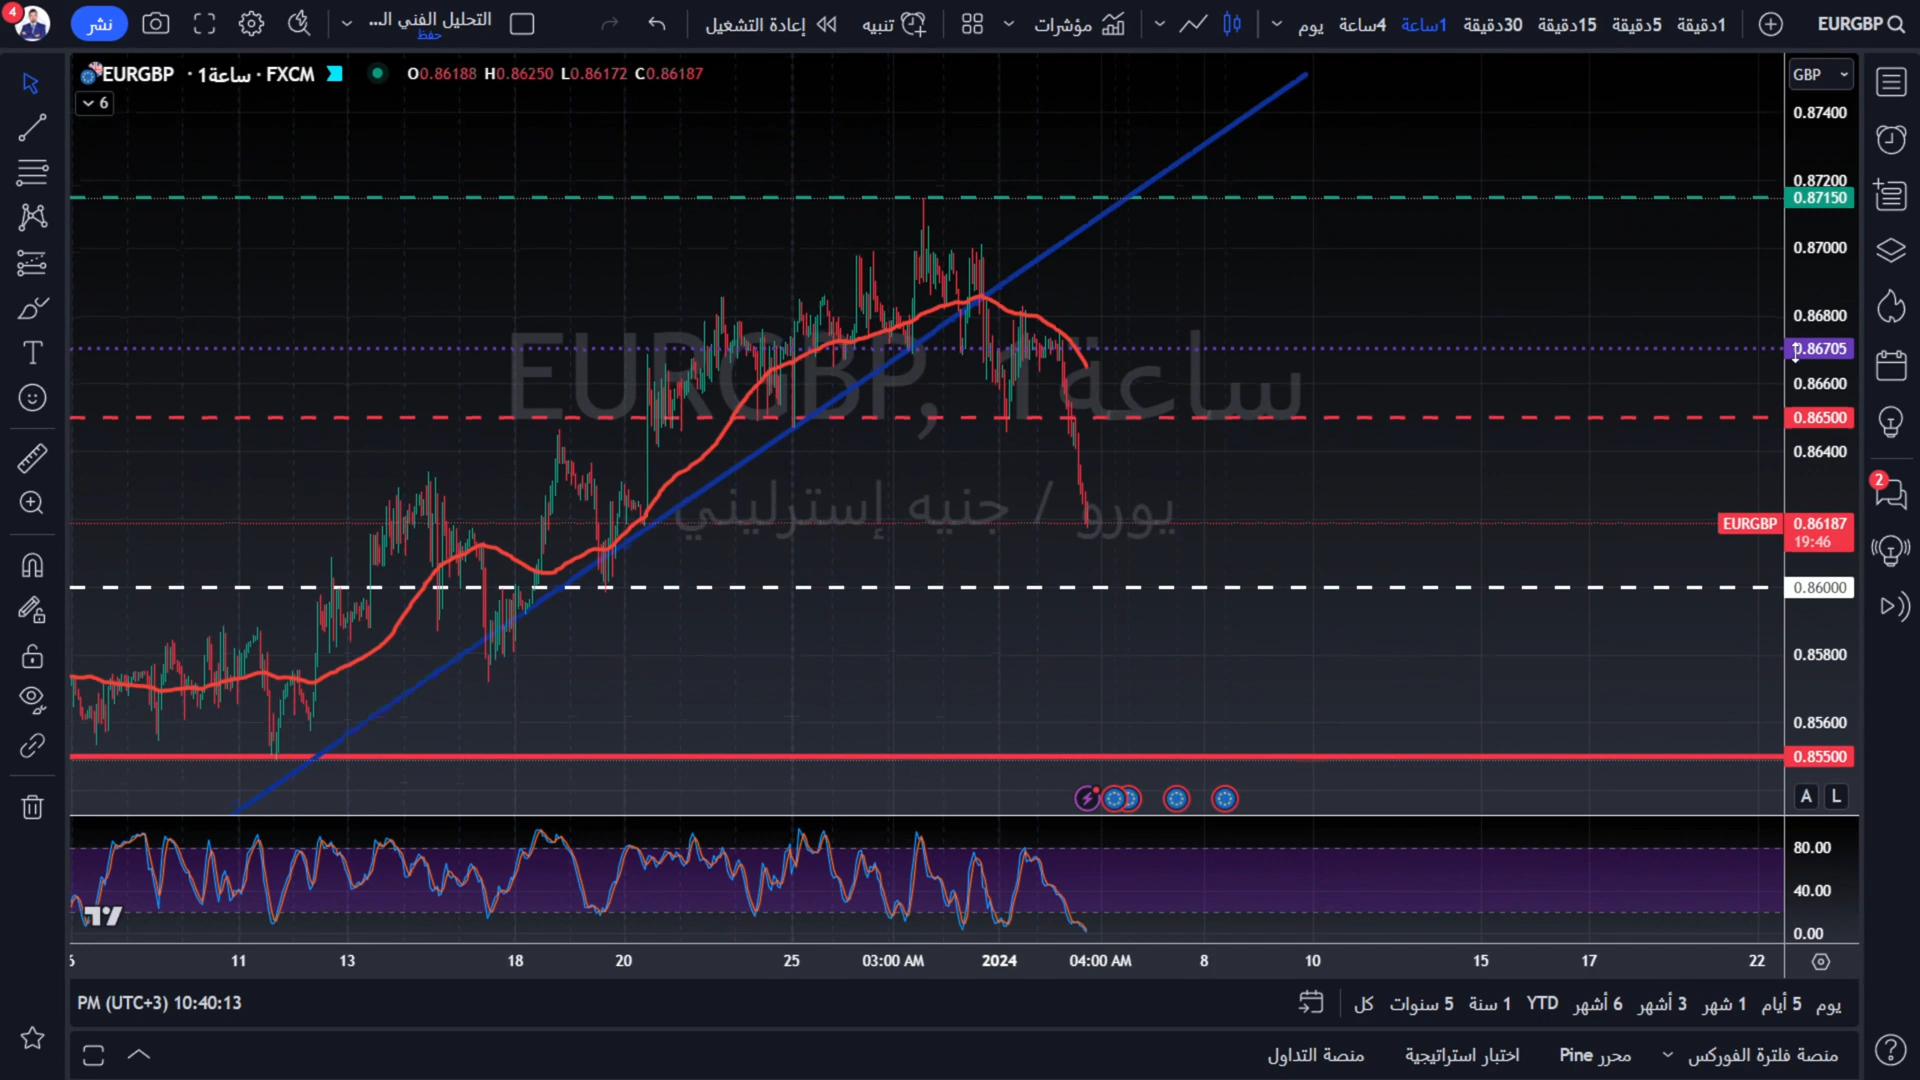 4
نشر
التحليل الفني الـ...
حفظ
إعادة التشغيل
تنبيه
مؤشرات
يوم
4ساعة
1ساعة
30دقيقة
15دقيقة
5دقيقة
1دقيقة
EURGBP
EURGBP · 1ساعة · FXCM
O0.86188 H0.86250 L0.86172 C0.86187
6
GBP
0.87400
0.87200
0.87150
0.87000
0.86800
0.86705
0.86600
0.86500
0.86400
EURGBP 0.86187
19:46
0.86000
0.85800
0.85600
0.85500
EURGBP, 1ساعة
يورو / جنيه إسترليني
2
A L
80.00
40.00
0.00
6 11 13 18 20 25 03:00 AM 2024 04:00 AM 8 10 15 17 22
PM (UTC+3) 10:40:13
يوم 5 أيام 1 شهر 3 أشهر 6 أشهر YTD 1 سنة 5 سنوات كل
منصة فلترة الفوركس محرر Pine اختبار استراتيجية منصة التداول